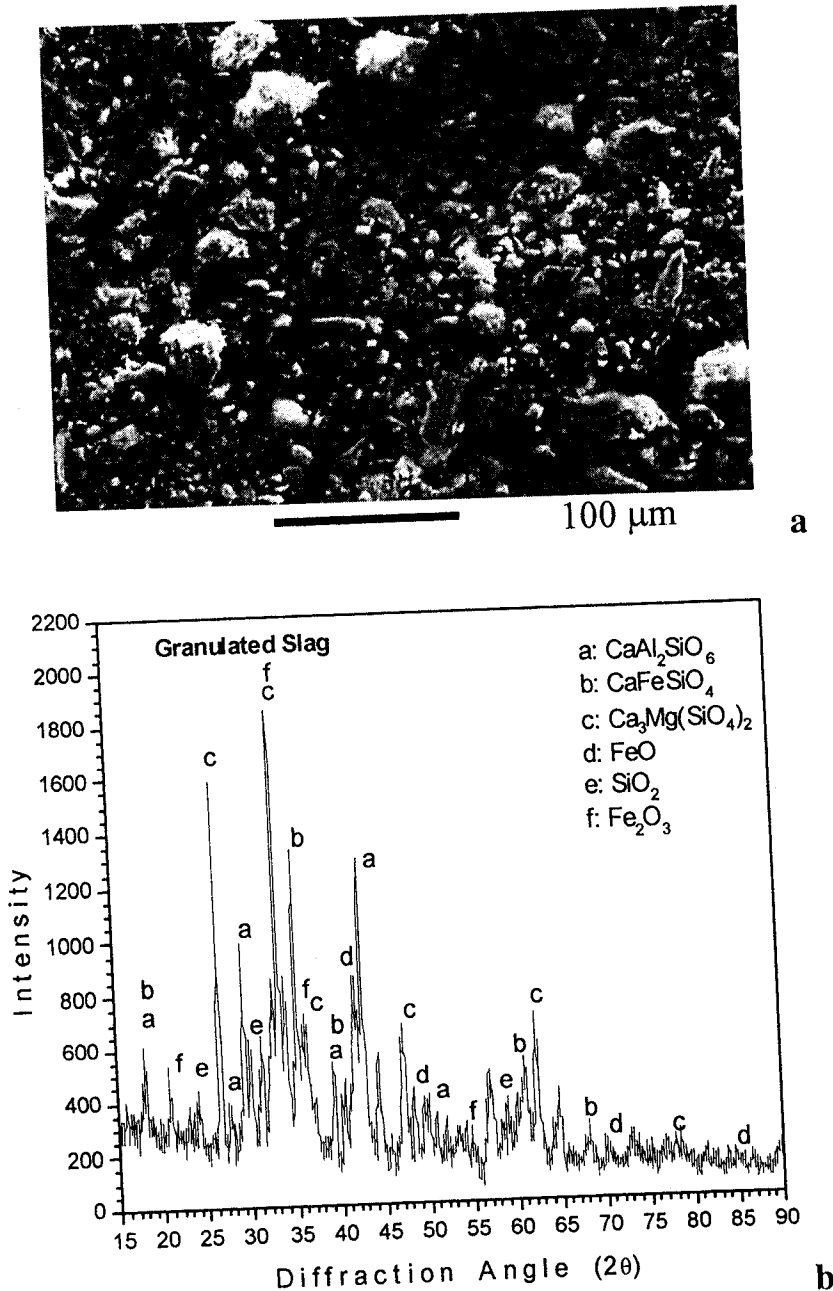 100 μm
a
Granulated Slag
a: CaAl₂SiO₆
b: CaFeSiO₄
c: Ca₃Mg(SiO₄)₂
d: FeO
e: SiO₂
f: Fe₂O₃
2200
2000
1800
1600
1400
1200
1000
800
600
400
200
0
Intensity
b
a
f
e
c
a
a
e
f
c
b
f
c
b
a
d
a
c
d
a
f
e
b
c
b
d
c
d
15 20 25 30 35 40 45 50 55 60 65 70 75 80 85 90
Diffraction Angle (2θ)
b